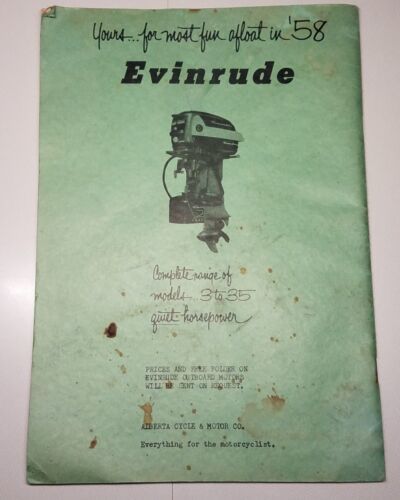 Yours... for most fun afloat in '58
Evinrude
Complete range of
models... 3 to 35
quiet horsepower
PRICES AND FREE FOLDER ON
EVINRUDE OUTBOARD MOTORS
WILL BE SENT ON REQUEST.
ALBERTA CYCLE & MOTOR CO.
Everything for the motorcyclist.